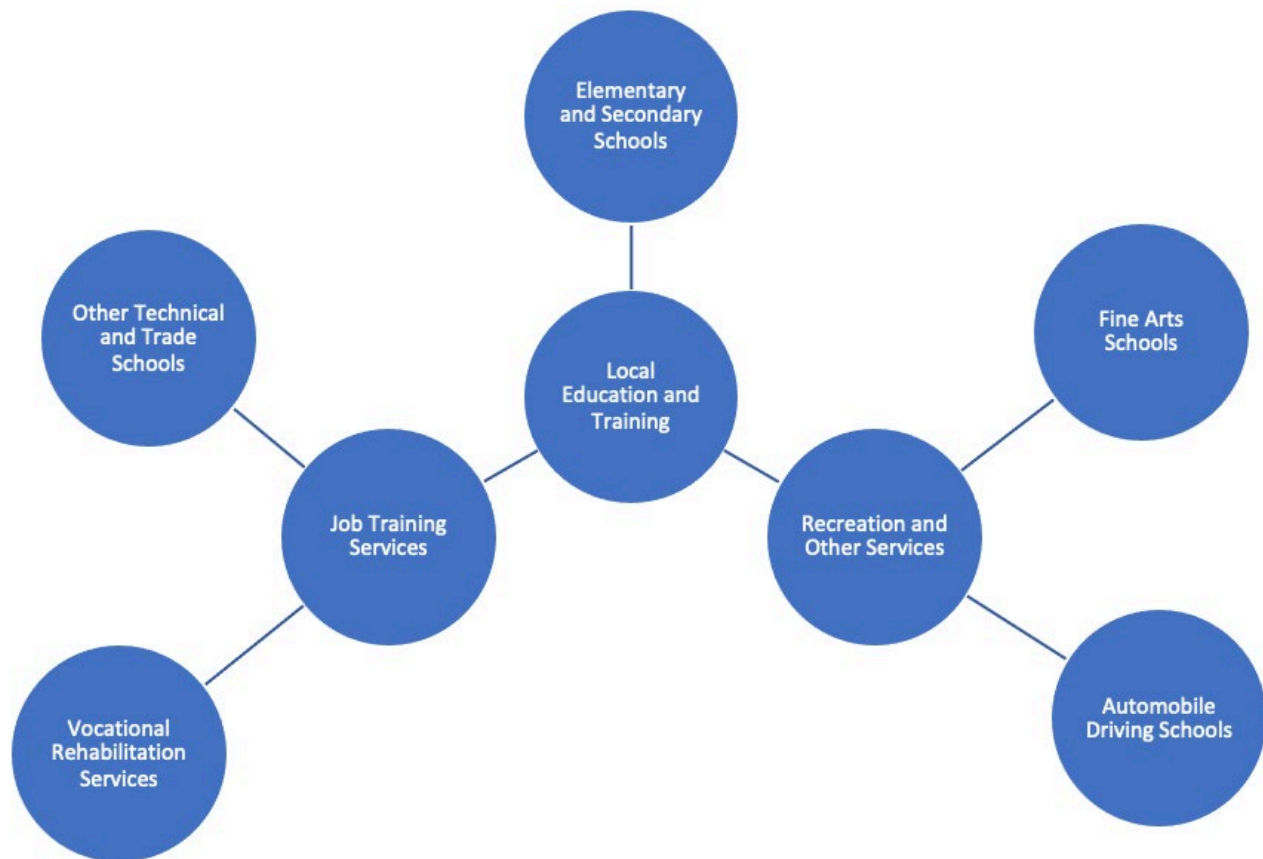 Elementary
and Secondary
Schools
Other Technical
and Trade
Schools
Fine Arts
Schools
Local
Education and
Training
Job Training
Services
Recreation and
Other Services
Vocational
Rehabilitation
Services
Automobile
Driving Schools